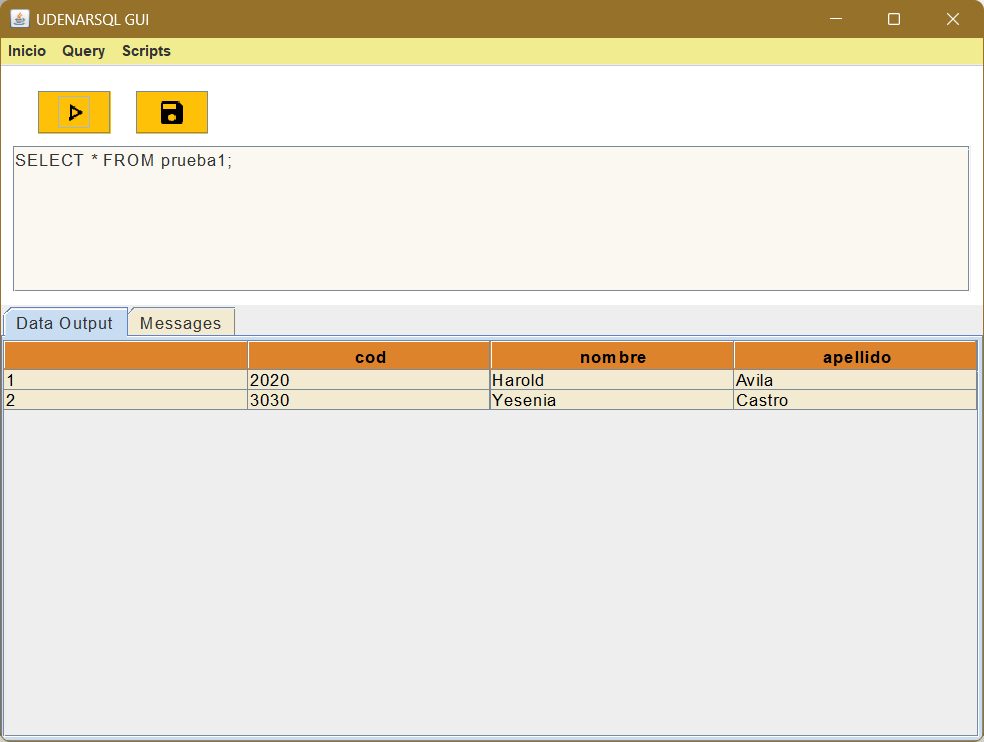 UDENARSQL GUI
Inicio Query Scripts
SELECT * FROM prueba1;
Data Output Messages
cod nombre apellido
1 2020 Harold Avila
2 3030 Yesenia Castro